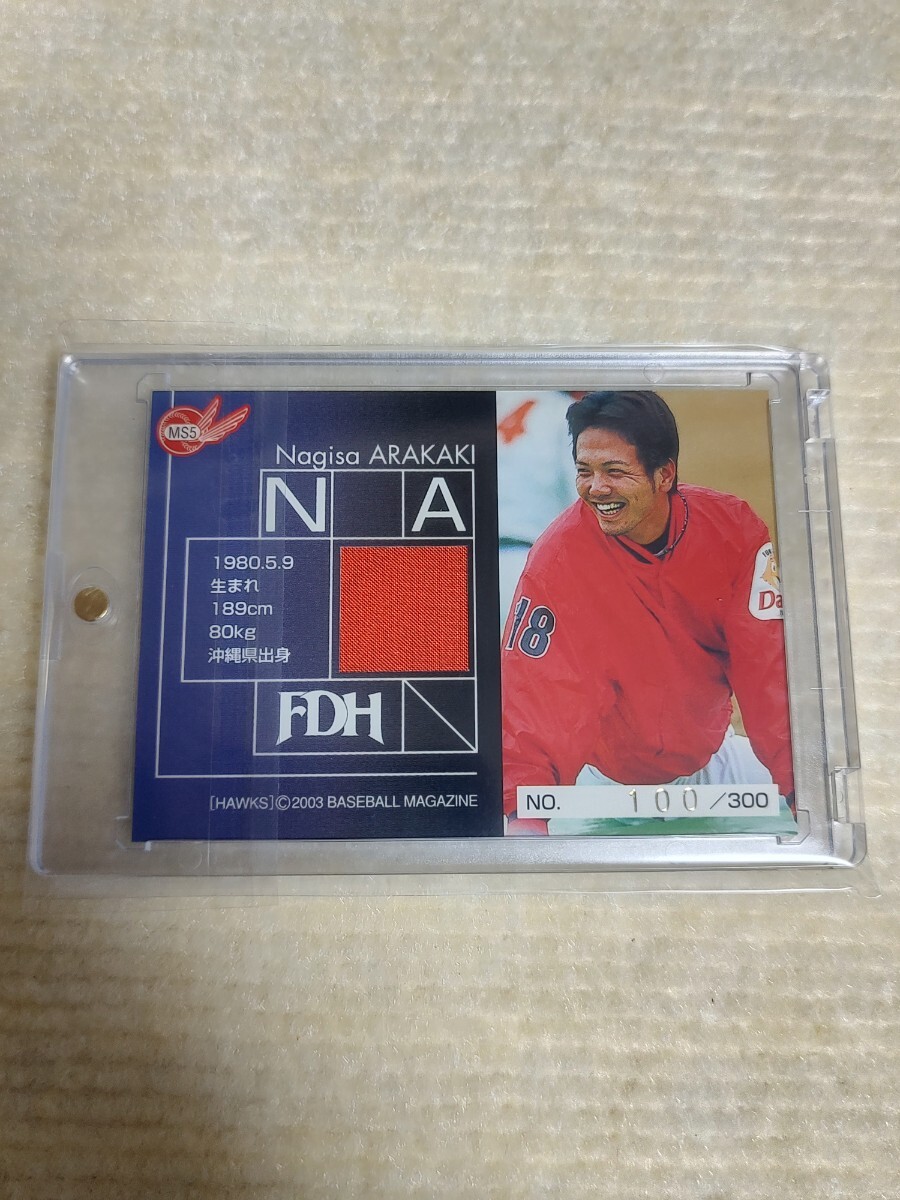 MS5
Nagisa ARAKAKI
N A
1980.5.9
生まれ
189cm
80kg
沖縄県出身
FDH
[HAWKS]©2003 BASEBALL MAGAZINE
18
NO. 100/300